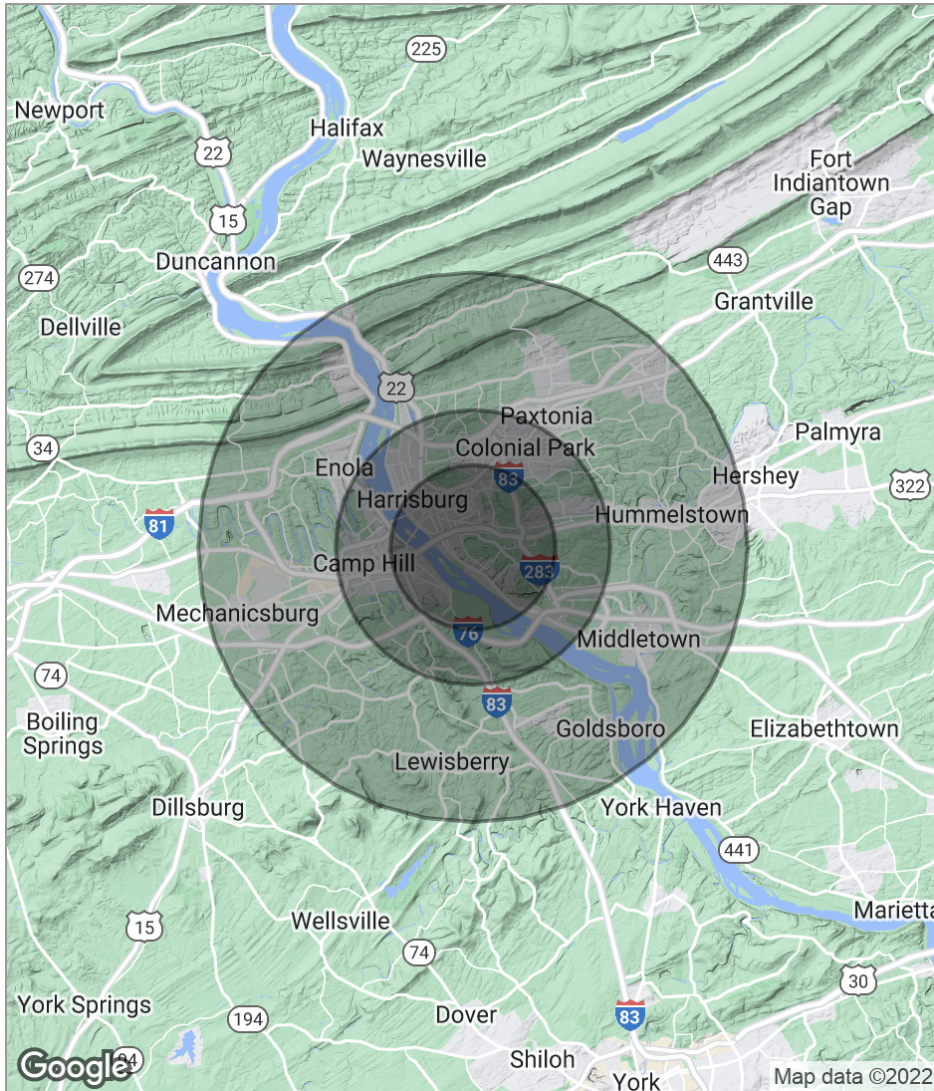 225
Newport
Halifax
22
Waynesville
Fort
Indiantown
Gap
15
Duncannon
443
274
Grantville
Dellville
22
Paxtonia
Palmyra
34
Colonial Park
Enola
83
Hershey
322
Harrisburg
81
Hummelstown
Camp Hill
283
Mechanicsburg
76
Middletown
74
83
Boiling
Springs
Goldsboro
Elizabethtown
Lewisberry
Dillsburg
York Haven
441
Marietta
Wellsville
15
74
30
York Springs
194
Dover
83
Shiloh
Google
94
York
Map data ©2022